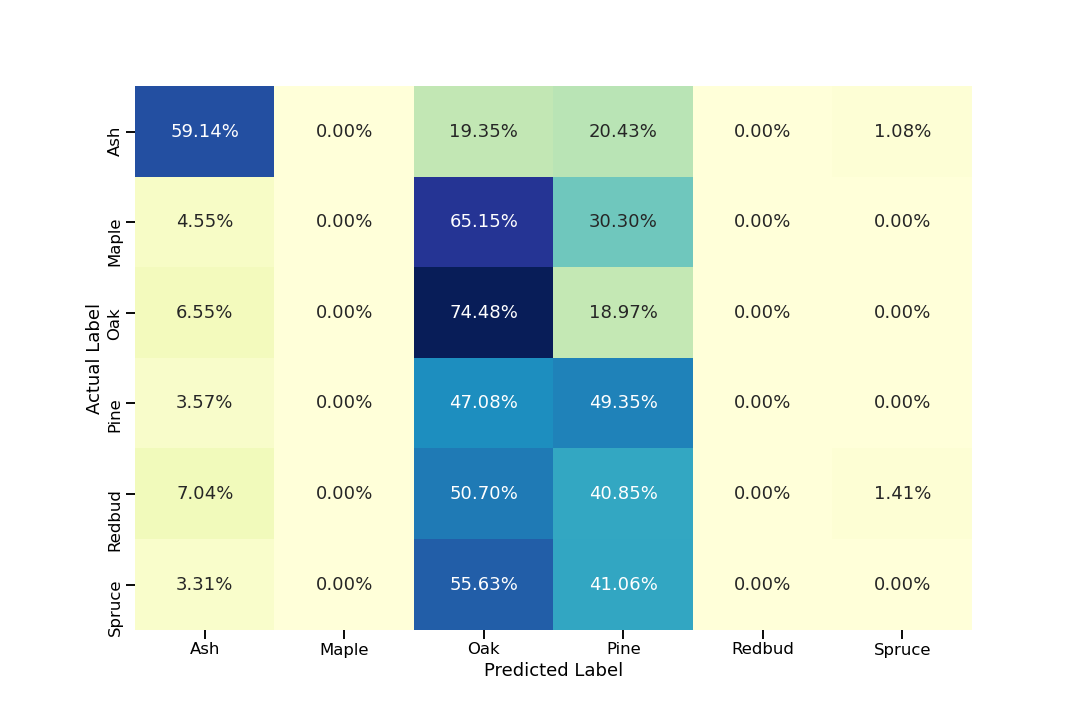 Actual Label
Ash 59.14% 0.00% 19.35% 20.43% 0.00% 1.08%
Maple 4.55% 0.00% 65.15% 30.30% 0.00% 0.00%
Oak 6.55% 0.00% 74.48% 18.97% 0.00% 0.00%
Pine 3.57% 0.00% 47.08% 49.35% 0.00% 0.00%
Redbud 7.04% 0.00% 50.70% 40.85% 0.00% 1.41%
Spruce 3.31% 0.00% 55.63% 41.06% 0.00% 0.00%
Ash Maple Oak Pine Redbud Spruce
Predicted Label